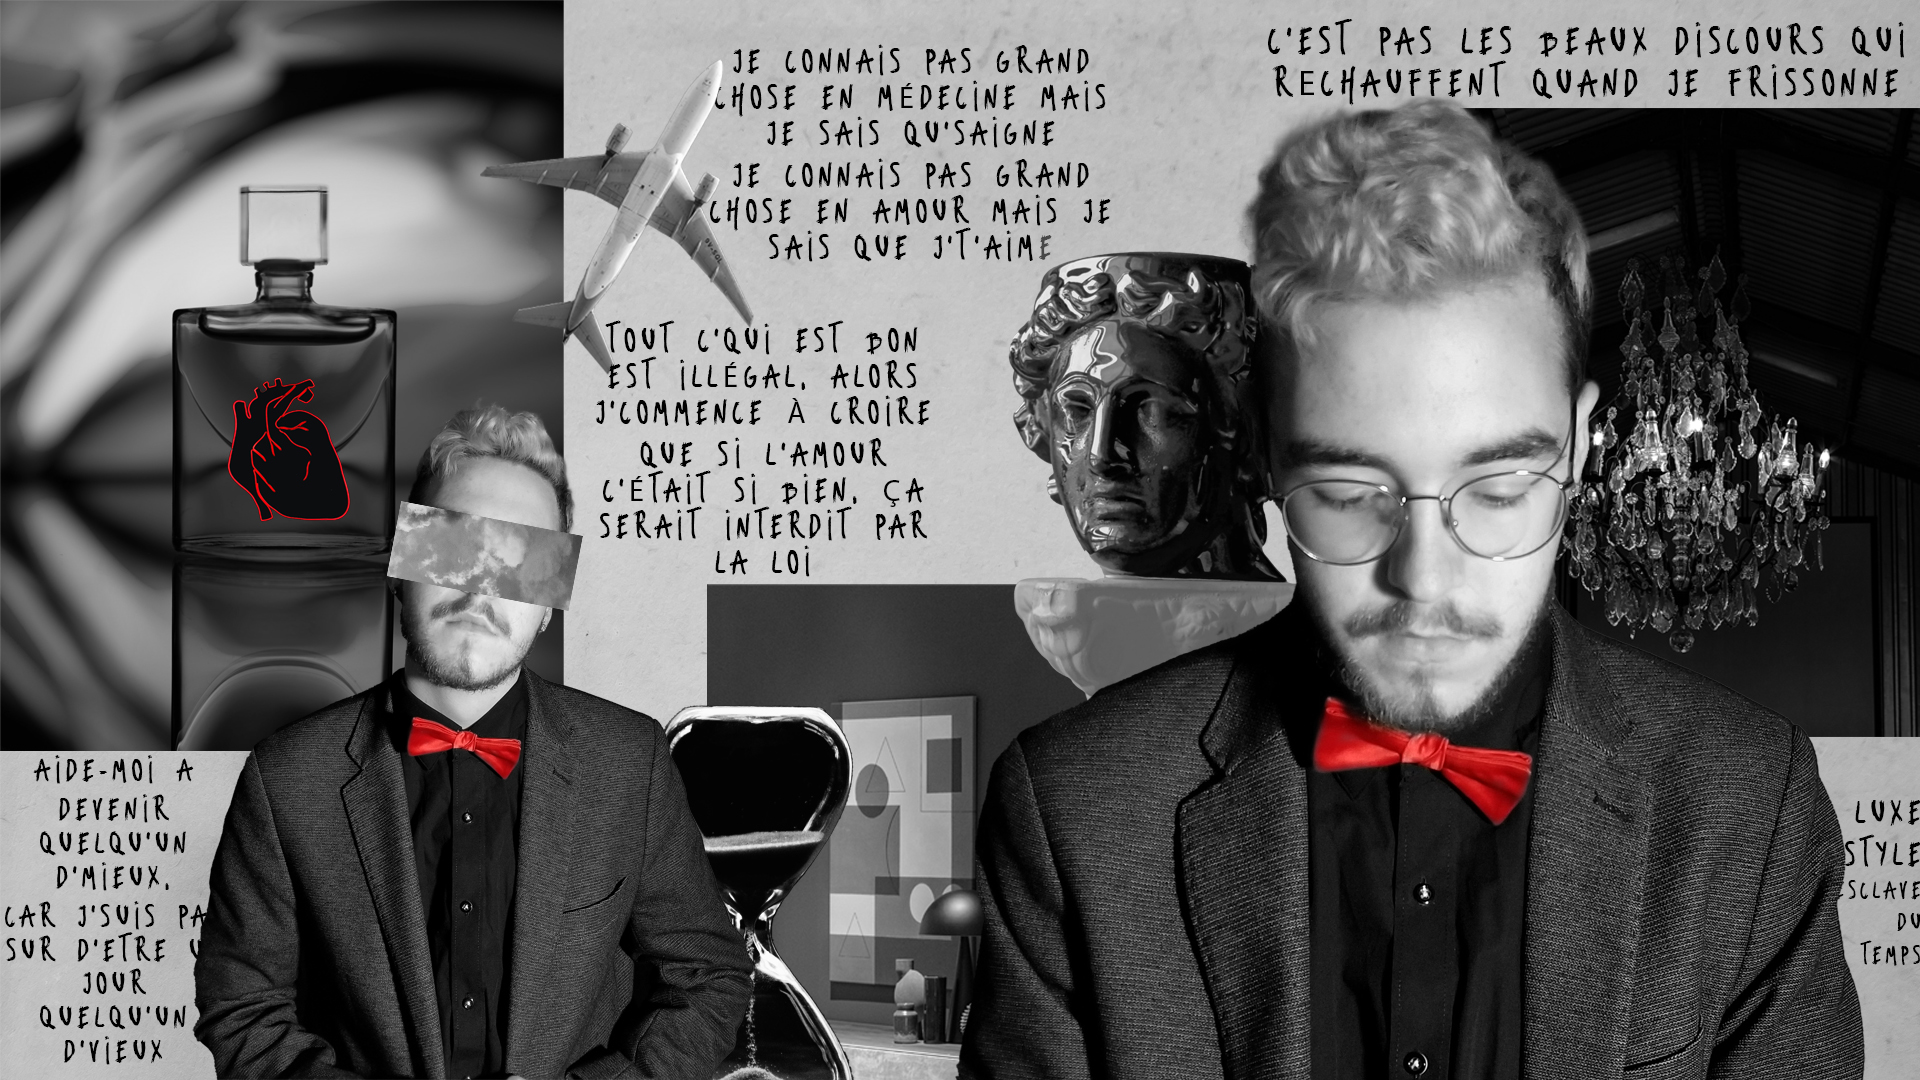 JE CONNAIS PAS GRAND
CHOSE EN MÉDECINE MAIS
JE SAIS QU'SAIGNE
JE CONNAIS PAS GRAND
CHOSE EN AMOUR MAIS JE
SAIS QUE J'T'AIME
C'EST PAS LES BEAUX DISCOURS QUI
RECHAUFFENT QUAND JE FRISSONNE
TOUT C'QUI EST BON
EST ILLÉGAL, ALORS
J'COMMENCE À CROIRE
QUE SI L'AMOUR
C'ÉTAIT SI BIEN, ÇA
SERAIT INTERDIT PAR
LA LOI
AIDE-MOI A
DEVENIR
QUELQU'UN
D'MIEUX,
CAR J'SUIS PA
SUR D'ETRE U
JOUR
QUELQU'UN
D'VIEUX
LUXE
STYLE
ESCLAVE
DU
TEMPS